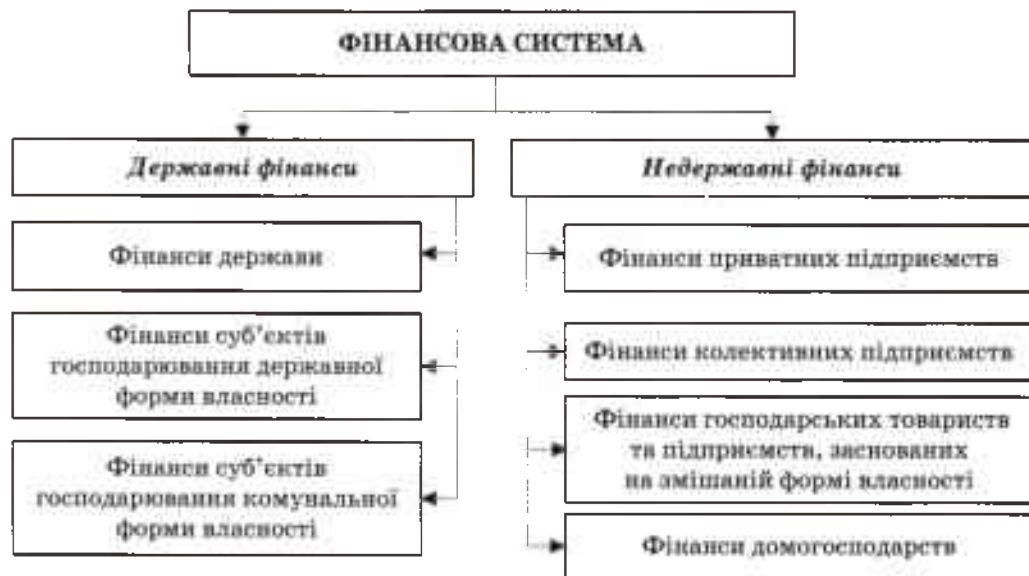 ФІНАНСОВА СИСТЕМА
Державні фінанси
Фінанси держави
Фінанси суб’єктів
господарювання державної
форми власності
Фінанси суб’єктів
господарювання комунальної
форми власності
Недержавні фінанси
Фінанси приватних підприємств
Фінанси колективних підприємств
Фінанси господарських товариств
та підприємств, заснованих
на змішаній формі власності
Фінанси домогосподарств